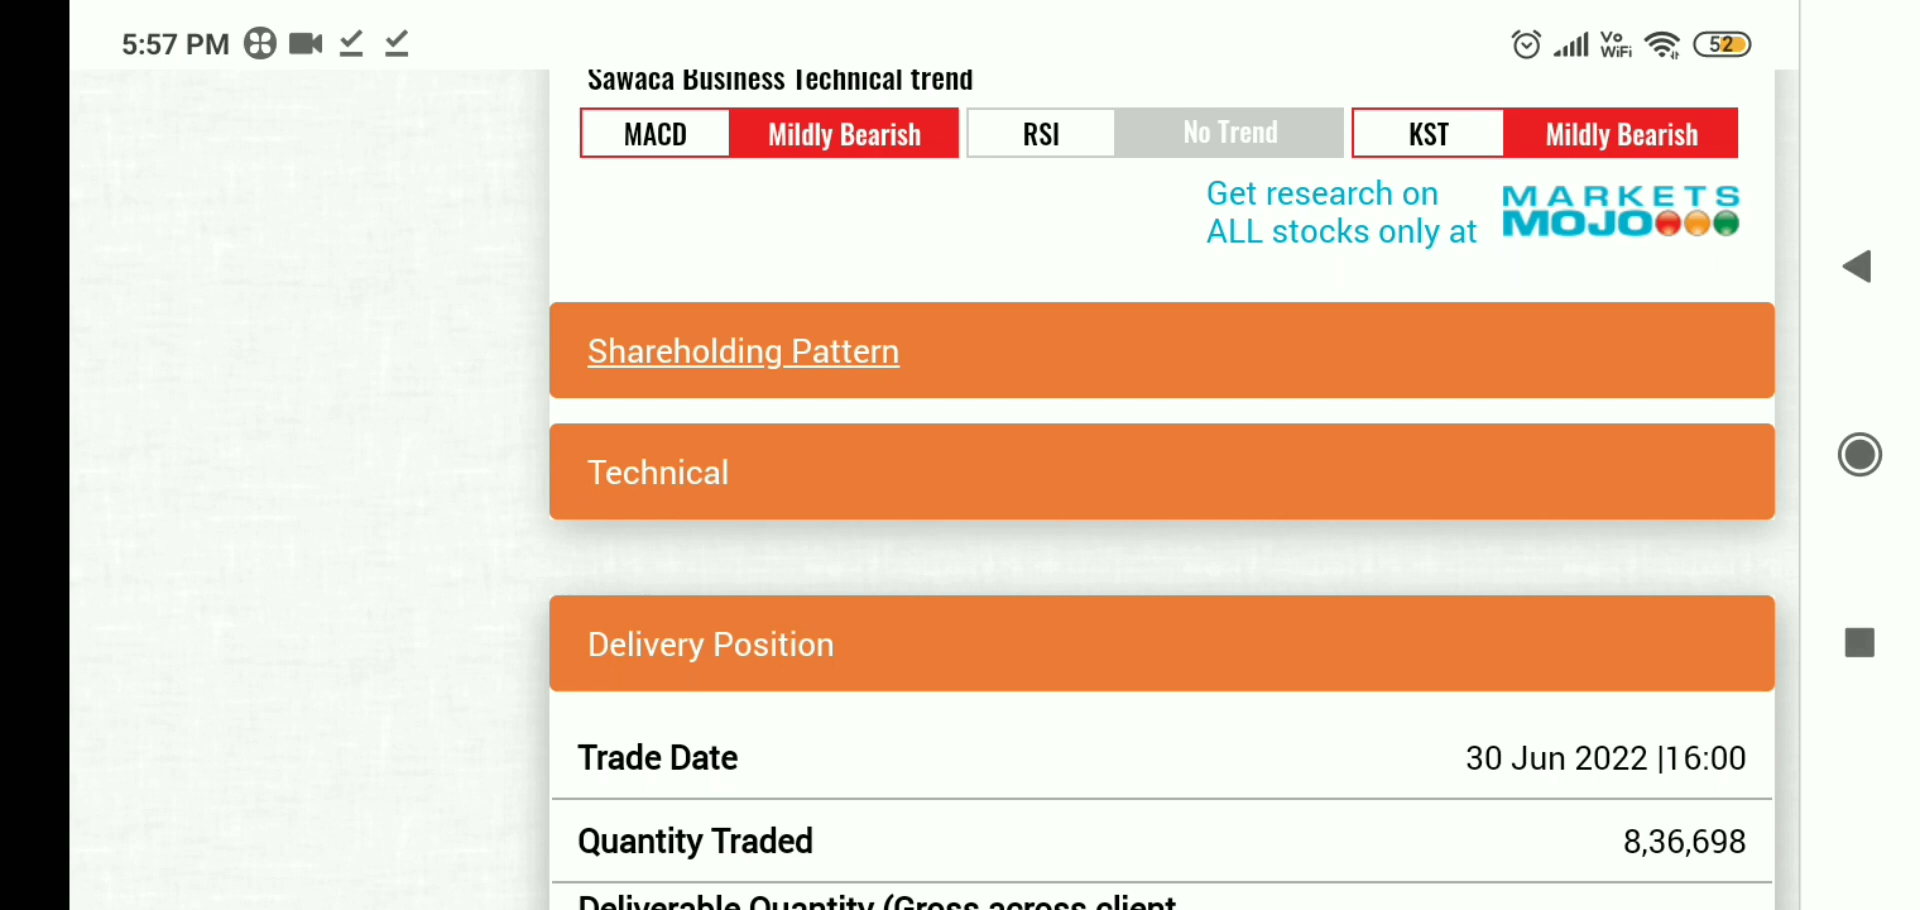 5:57 PM
Vo
WiFi
52
Sawaca Business Technical trend
MACD Mildly Bearish RSI No Trend KST Mildly Bearish
Get research on
ALL stocks only at
MARKETS
MOJO
Shareholding Pattern
Technical
Delivery Position
Trade Date 30 Jun 2022 |16:00
Quantity Traded 8,36,698
Deliverable Quantity (Gross across client